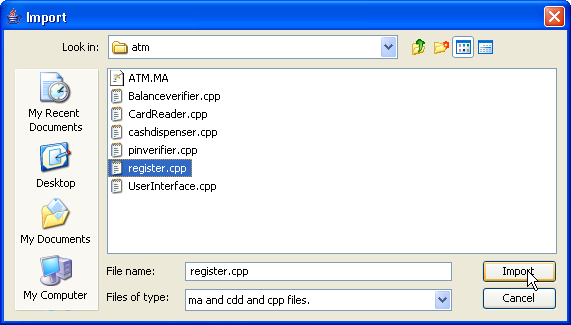 Import
Look in: atm
My Recent Documents
Desktop
My Documents
My Computer
ATM.MA
Balanceverifier.cpp
CardReader.cpp
cashdispenser.cpp
pinverifier.cpp
register.cpp
UserInterface.cpp
File name: register.cpp Import
Files of type: ma and cdd and cpp files. Cancel